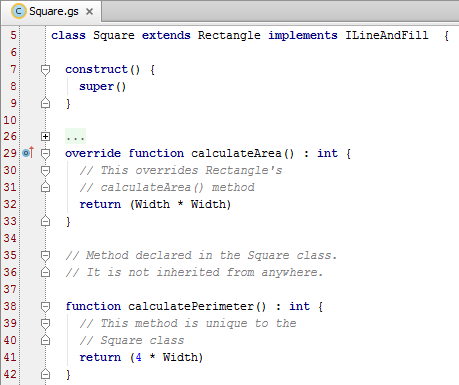 Square.gs
5 class Square extends Rectangle implements ILineAndFill {
6
7 construct() {
8 super()
9 }
10
26 ...
29 override function calculateArea() : int {
30 // This overrides Rectangle's
31 // calculateArea() method
32 return (Width * Width)
33 }
34
35 // Method declared in the Square class.
36 // It is not inherited from anywhere.
37
38 function calculatePerimeter() : int {
39 // This method is unique to the
40 // Square class
41 return (4 * Width)
42 }